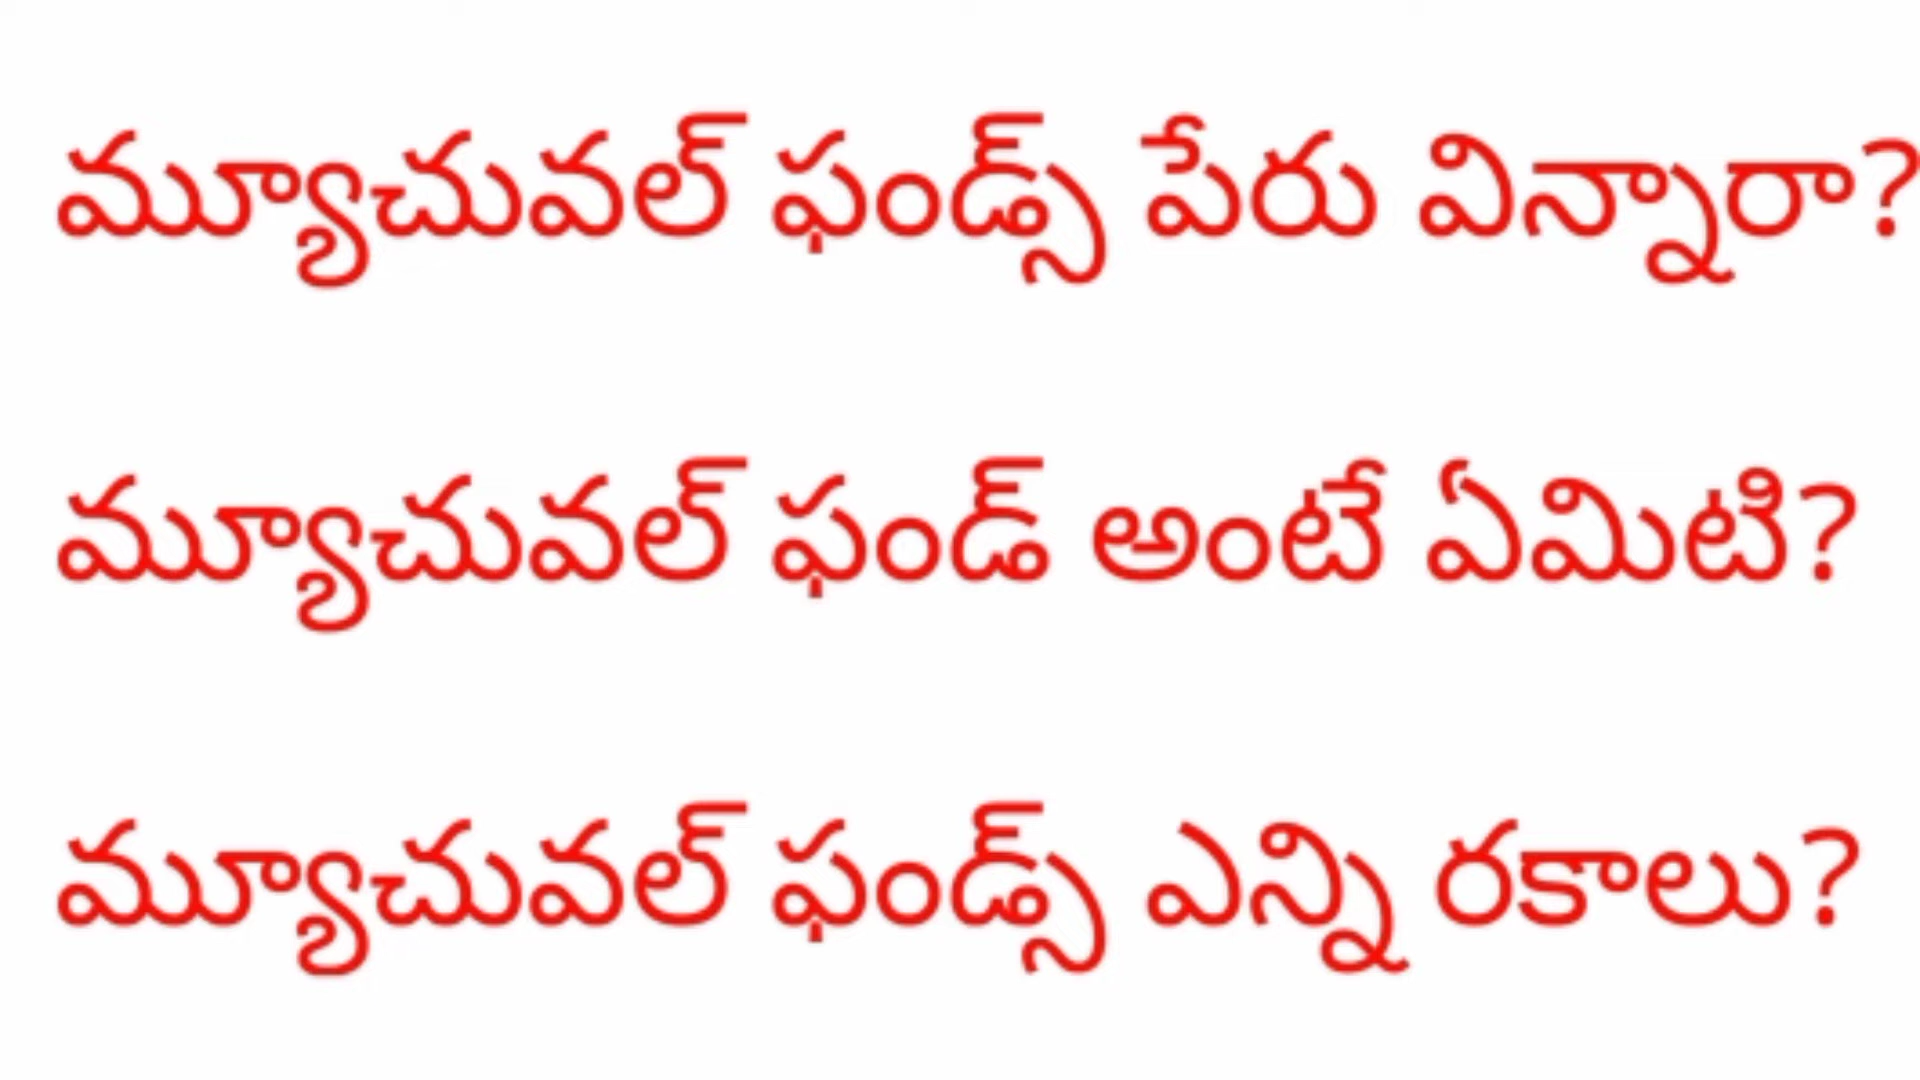 మ్యూచువల్ ఫండ్స్ పేరు విన్నారా?
మ్యూచువల్ ఫండ్ అంటే ఏమిటి?
మ్యూచువల్ ఫండ్స్ ఎన్ని రకాలు?